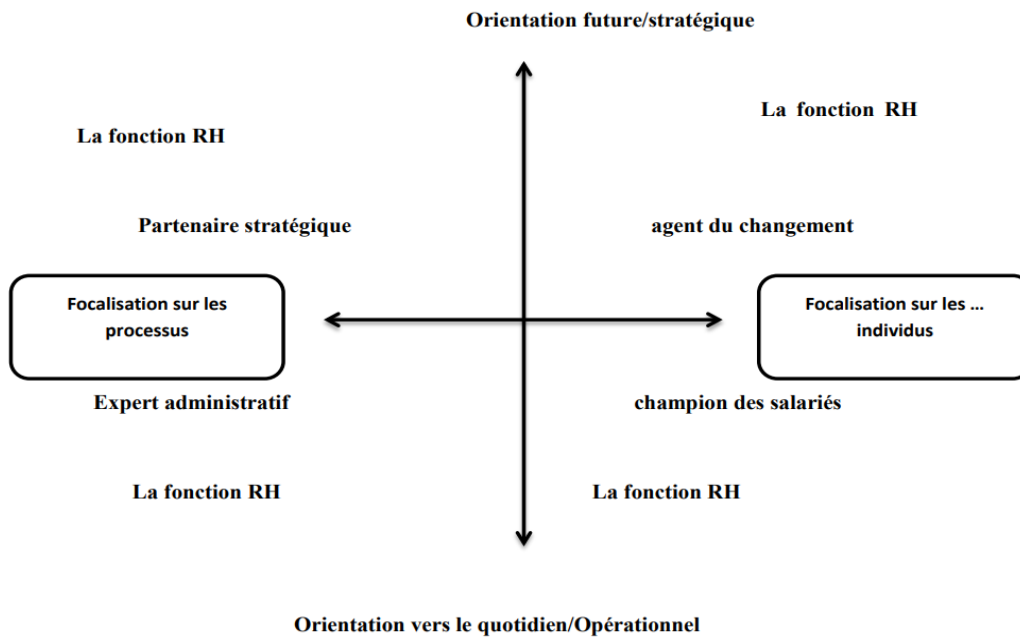 Orientation future/stratégique
La fonction RH
La fonction RH
Partenaire stratégique
agent du changement
Focalisation sur les
processus
Focalisation sur les ...
individus
Expert administratif
champion des salariés
La fonction RH
La fonction RH
Orientation vers le quotidien/Opérationnel